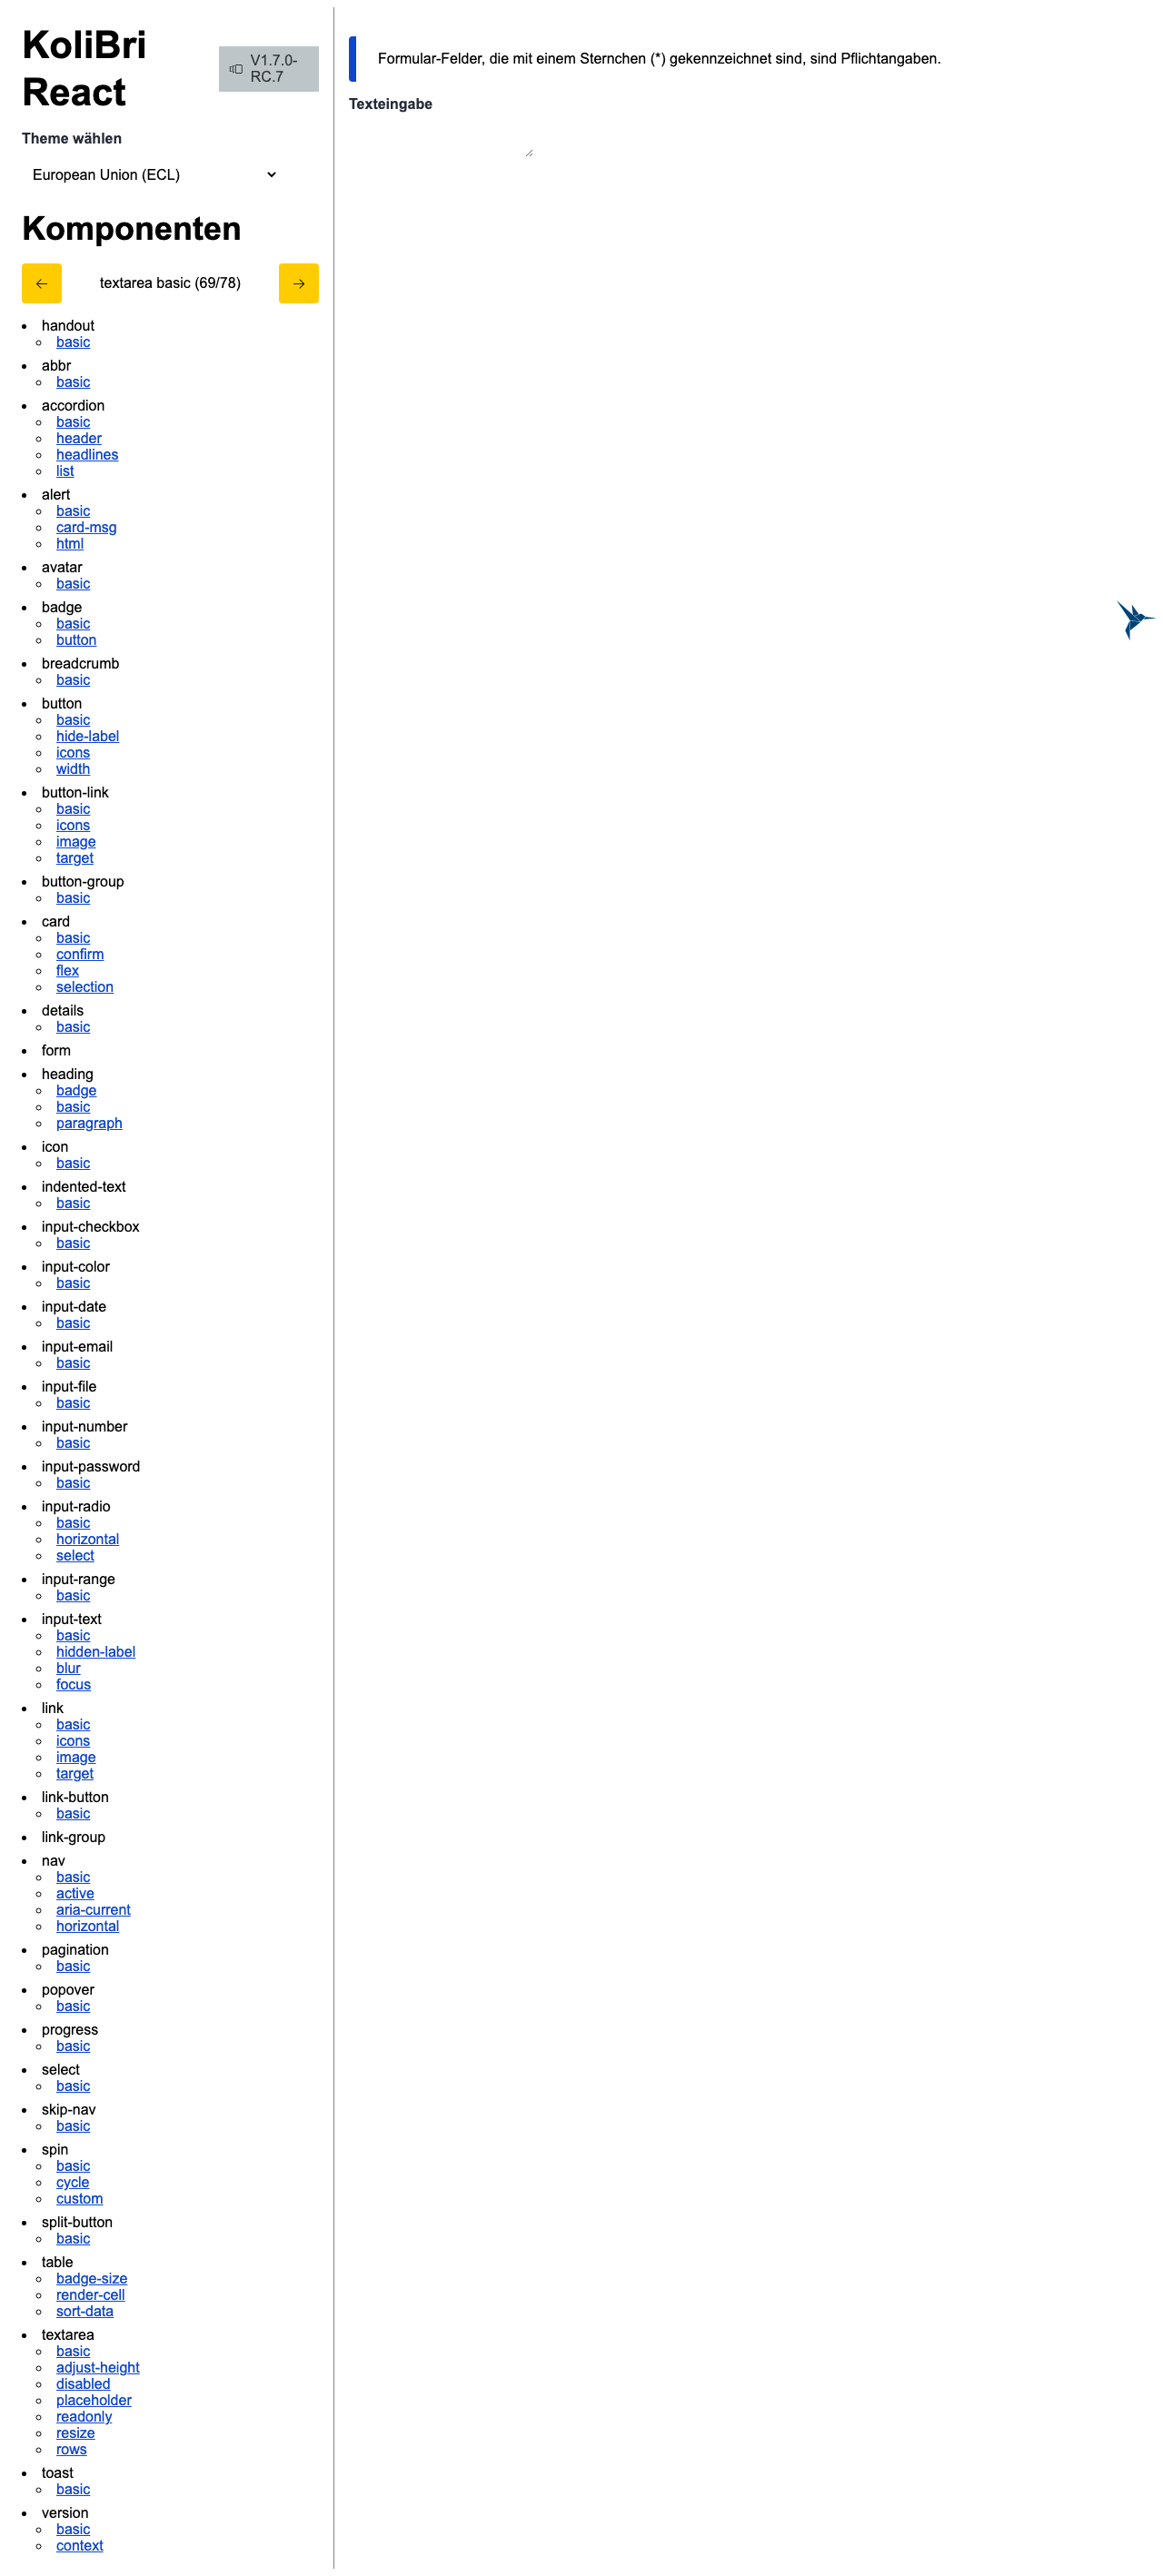 KoliBri
React
V1.7.0-
RC.7
Theme wählen
European Union (ECL)
Komponenten
← textarea basic (69/78) →
handout
basic
abbr
basic
accordion
basic
header
headlines
list
alert
basic
card-msg
html
avatar
basic
badge
basic
button
breadcrumb
basic
button
basic
hide-label
icons
width
button-link
basic
icons
image
target
button-group
basic
card
basic
confirm
flex
selection
details
basic
form
heading
badge
basic
paragraph
icon
basic
indented-text
basic
input-checkbox
basic
input-color
basic
input-date
basic
input-email
basic
input-file
basic
input-number
basic
input-password
basic
input-radio
basic
horizontal
select
input-range
basic
input-text
basic
hidden-label
blur
focus
link
basic
icons
image
target
link-button
basic
link-group
nav
basic
active
aria-current
horizontal
pagination
basic
popover
basic
progress
basic
select
basic
skip-nav
basic
spin
basic
cycle
custom
split-button
basic
table
badge-size
render-cell
sort-data
textarea
basic
adjust-height
disabled
placeholder
readonly
resize
rows
toast
basic
version
basic
context
Formular-Felder, die mit einem Sternchen (*) gekennzeichnet sind, sind Pflichtangaben.
Texteingabe